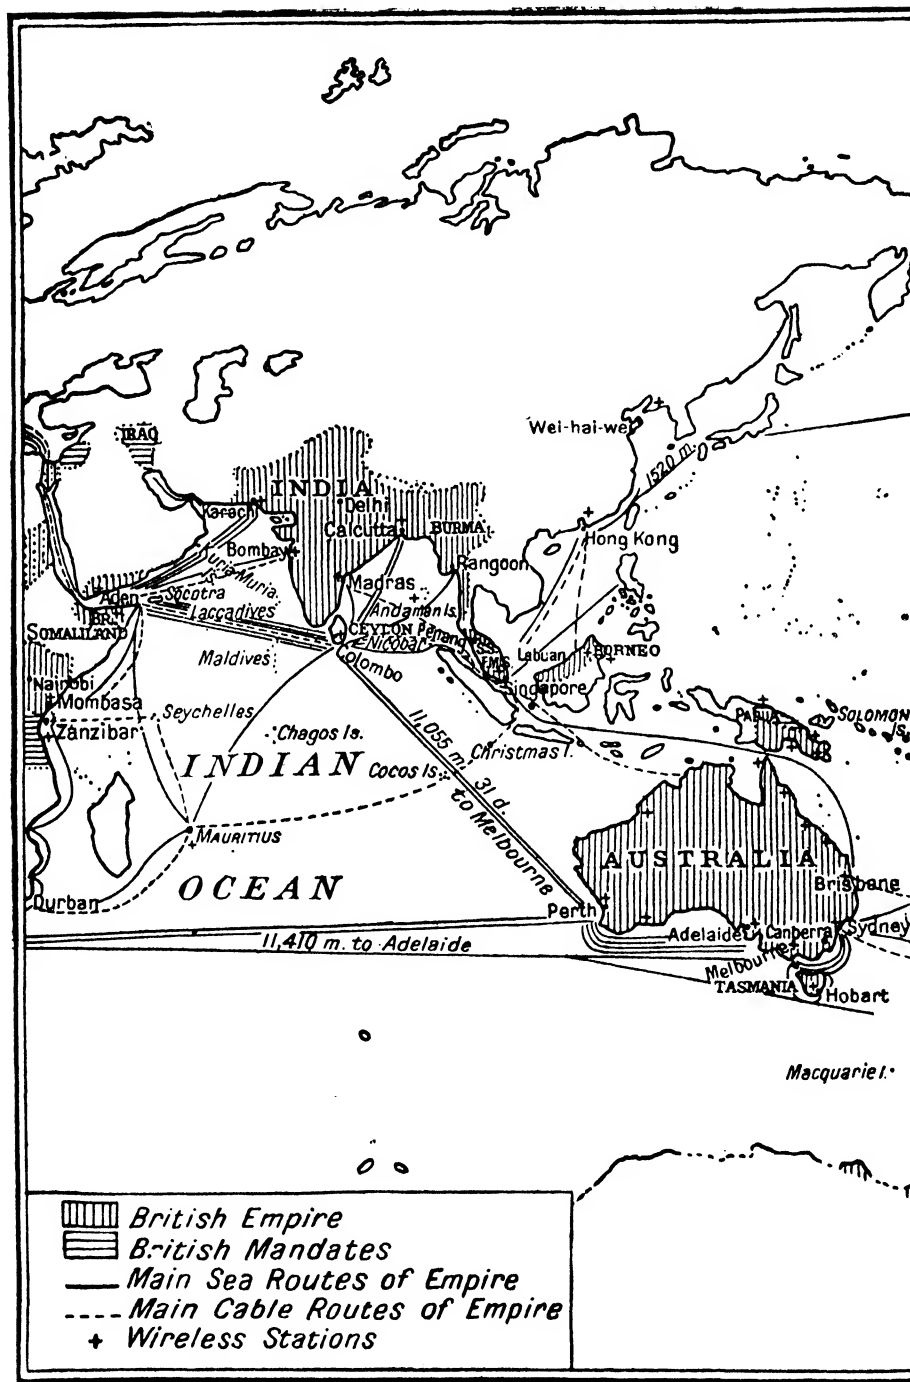 Wei-hai-wei
1520 m.
IRAQ
INDIA
Karachi
Delhi
Calcutta
BURMA
Hong Kong
Bombay
Kuria Muria
Is.
Rangoon
Madras
Aden
Socotra
Laccadives
Andaman Is.
BR.
SOMALILAND
CEYLON
Nicobar
Penang
F.M.S.
Labuan
BORNEO
Maldives
Colombo
Singapore
Nairobi
Mombasa
Seychelles
Zanzibar
Chagos Is.
PAPUA
SOLOMON
Is.
INDIAN
Cocos Is.
Christmas I.
11,055 m. 31 d.
to Melbourne
MAURITIUS
AUSTRALIA
OCEAN
Brisbane
Durban
Perth
Adelaide
Canberra
Sydney
11,410 m. to Adelaide
Melbourne
TASMANIA
Hobart
Macquarie I.
British Empire
British Mandates
Main Sea Routes of Empire
Main Cable Routes of Empire
Wireless Stations